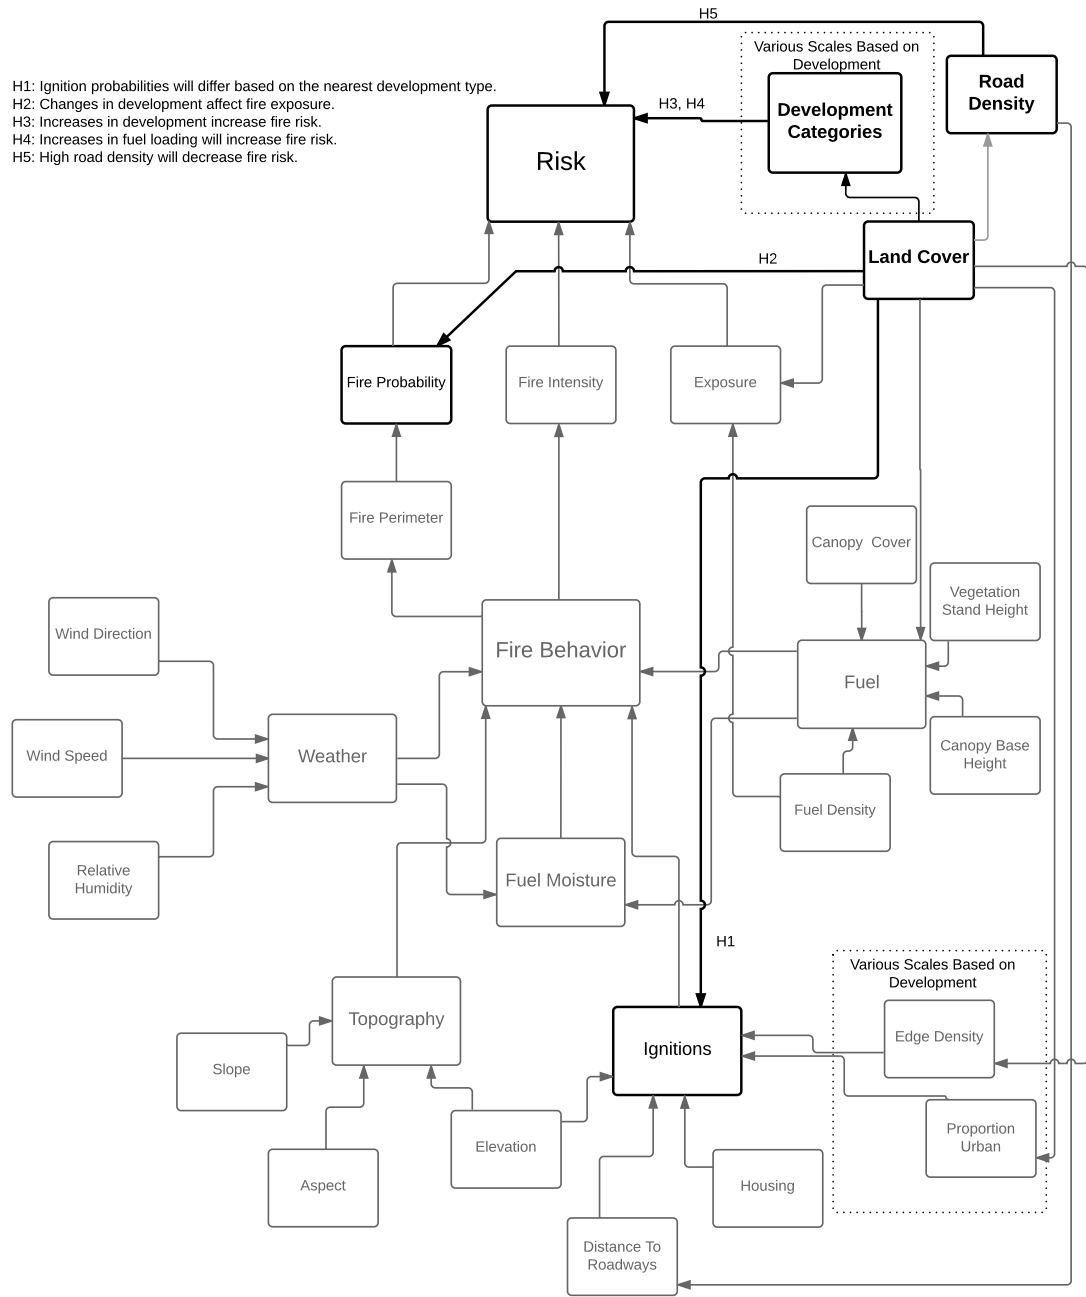 H5
Various Scales Based on
Development
Road
Density
H1: Ignition probabilities will differ based on the nearest development type.
H2: Changes in development affect fire exposure.
H3: Increases in development increase fire risk.
H4: Increases in fuel loading will increase fire risk.
H5: High road density will decrease fire risk.
H3, H4
Development
Categories
Risk
Land Cover
H2
Fire Probability
Fire Intensity
Exposure
Fire Perimeter
Canopy  Cover
Vegetation
Stand Height
Wind Direction
Fire Behavior
Fuel
Wind Speed
Weather
Canopy Base
Height
Fuel Density
Relative
Humidity
Fuel Moisture
H1
Various Scales Based on
Development
Topography
Edge Density
Slope
Ignitions
Elevation
Proportion
Urban
Aspect
Housing
Distance To
Roadways